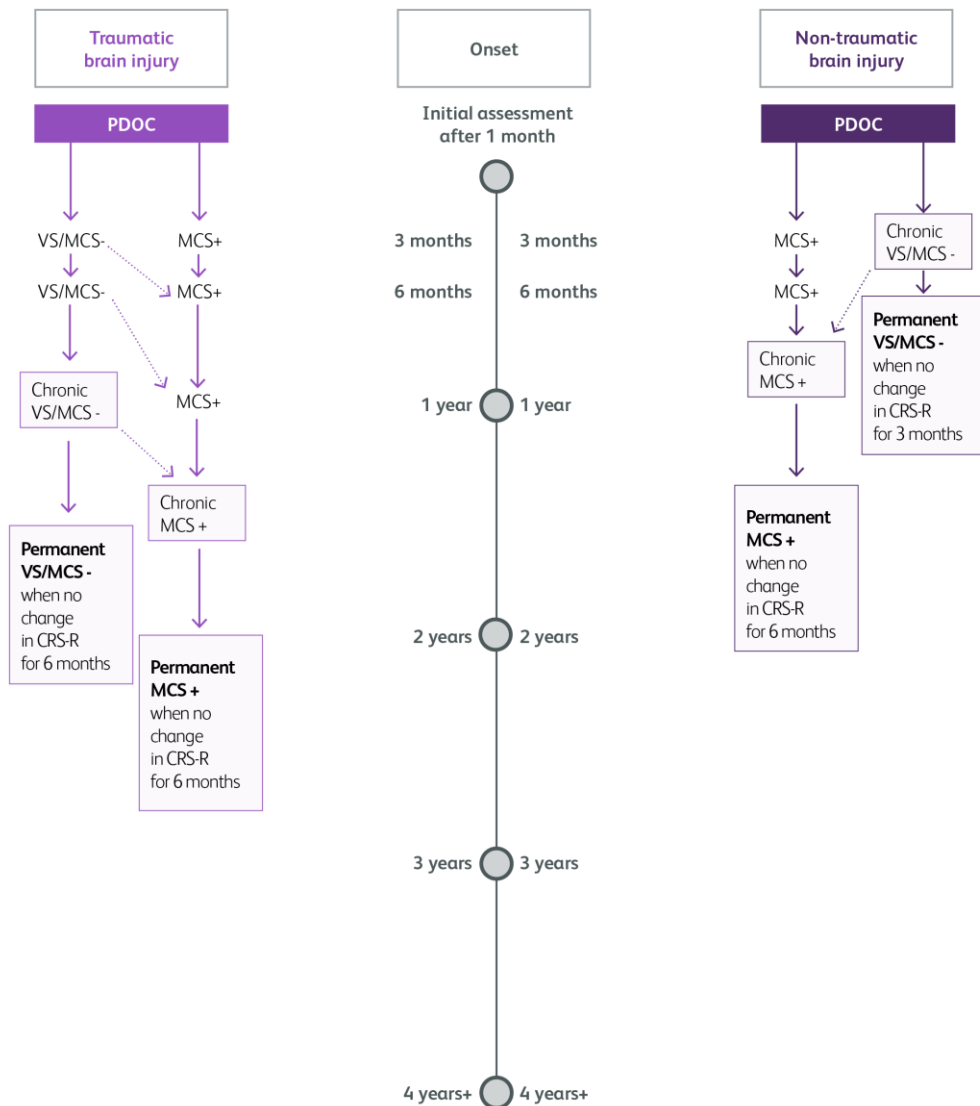 Traumatic
brain injury
Onset
Non-traumatic
brain injury
PDOC
Initial assessment
after 1 month
PDOC
VS/MCS-
MCS+
3 months
3 months
MCS+
Chronic
VS/MCS -
VS/MCS-
MCS+
6 months
6 months
MCS+
Permanent
VS/MCS -
when no
change
in CRS-R
for 3 months
Chronic
VS/MCS -
MCS+
1 year
1 year
Chronic
MCS +
Chronic
MCS +
Permanent
MCS +
when no
change
in CRS-R
for 6 months
Permanent
VS/MCS -
when no
change
in CRS-R
for 6 months
2 years
2 years
Permanent
MCS +
when no
change
in CRS-R
for 6 months
3 years
3 years
4 years+
4 years+